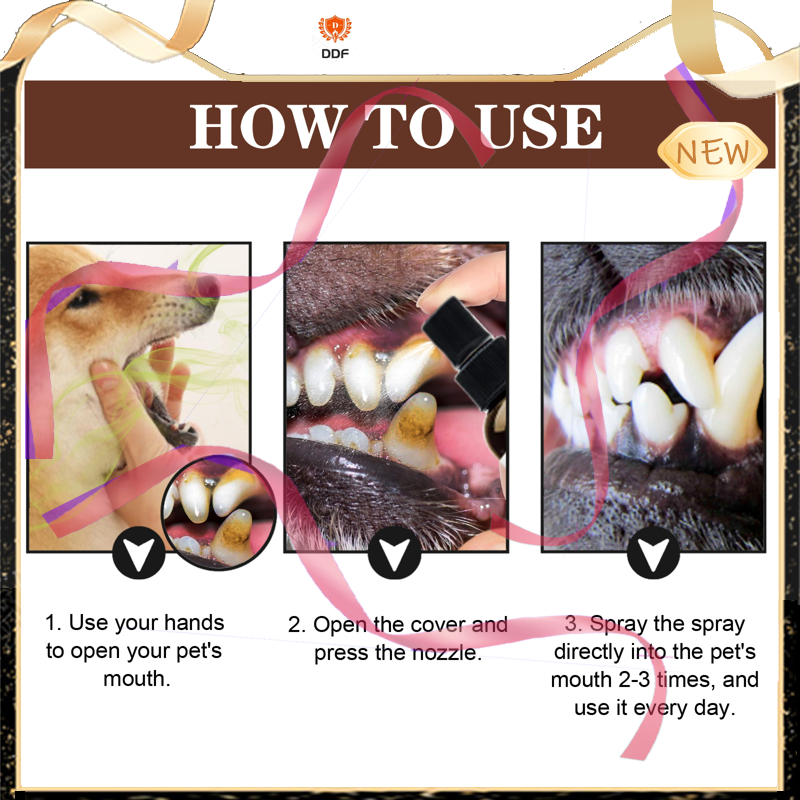 DDF
HOW TO USE
NEW
1. Use your hands
to open your pet's
mouth.
2. Open the cover and
press the nozzle.
3. Spray the spray
directly into the pet's
mouth 2-3 times, and
use it every day.